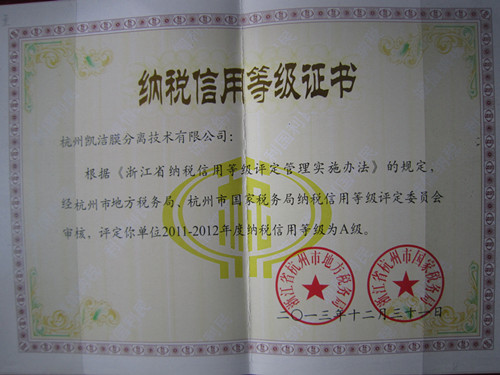 纳税信用等级证书
杭州凯洁膜分离技术有限公司：
根据《浙江省纳税信用等级评定管理实施办法》的规定，
经杭州市地方税务局、杭州市国家税务局纳税信用等级评定委员会
审核，评定你单位2011-2012年度纳税信用等级为A级。
浙江省杭州市地方税务局
浙江省杭州市国家税务局
二〇一三年十二月三十一日